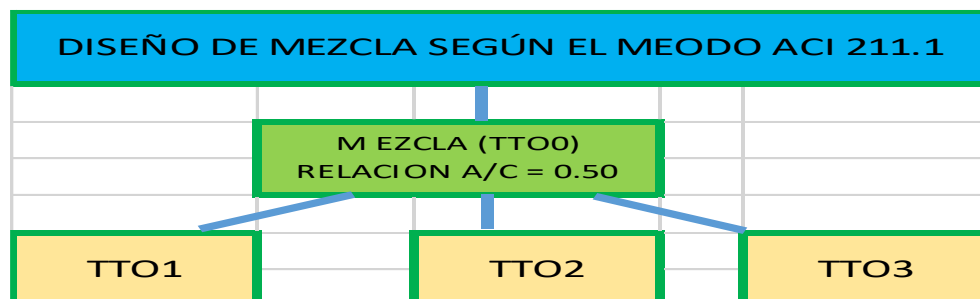 DISEÑO DE MEZCLA SEGÚN EL MEODO ACI 211.1
M EZCLA (TTO0)
RELACION A/C = 0.50
TTO1 TTO2 TTO3